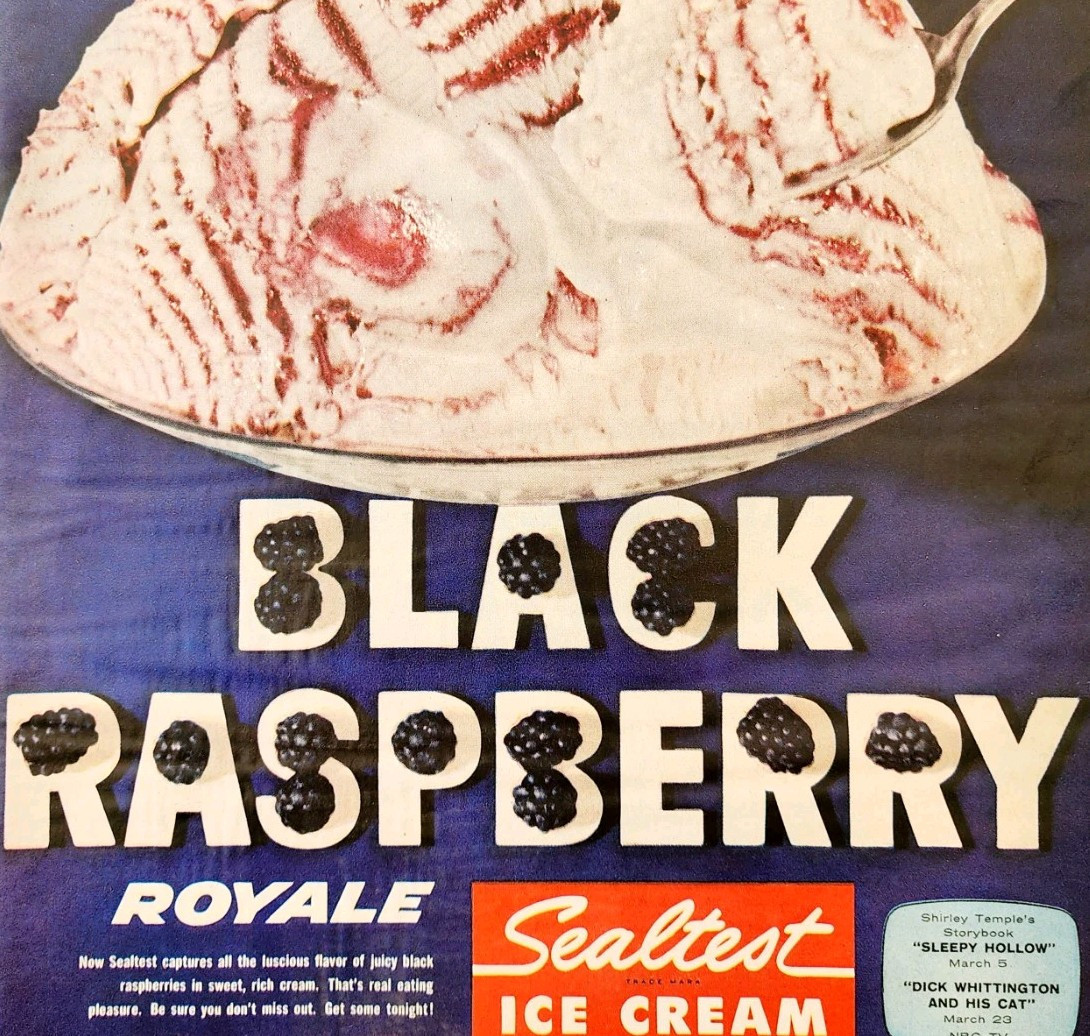 BLACK
RASPBERRY
ROYALE
Now Sealtest captures all the luscious flavor of juicy black
raspberries in sweet, rich cream. That's real eating
pleasure. Be sure you don't miss out. Get some tonight!
Sealtest
TRADE MARK
ICE CREAM
Shirley Temple's
Storybook
"SLEEPY HOLLOW"
March 5
"DICK WHITTINGTON
AND HIS CAT"
March 23
NBC TV